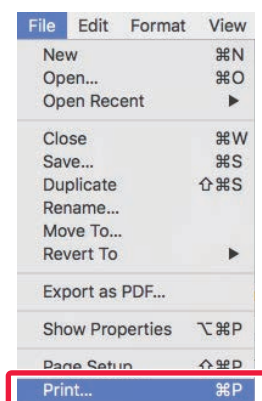 File Edit Format View
New ⌘N
Open... ⌘O
Open Recent ▶
Close ⌘W
Save... ⌘S
Duplicate ⇧⌘S
Rename...
Move To...
Revert To ▶
Export as PDF...
Show Properties ⌥⌘P
Page Setup ⇧⌘P
Print... ⌘P